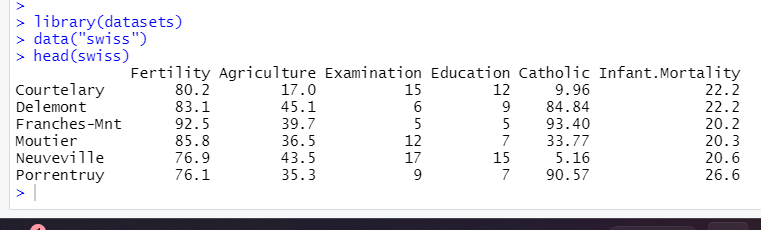 >
> library(datasets)
> data("swiss")
> head(swiss)
             Fertility Agriculture Examination Education Catholic Infant.Mortality
Courtelary        80.2        17.0          15        12     9.96             22.2
Delemont          83.1        45.1           6         9    84.84             22.2
Franches-Mnt      92.5        39.7           5         5    93.40             20.2
Moutier           85.8        36.5          12         7    33.77             20.3
Neuveville        76.9        43.5          17        15     5.16             20.6
Porrentruy        76.1        35.3           9         7    90.57             26.6
>